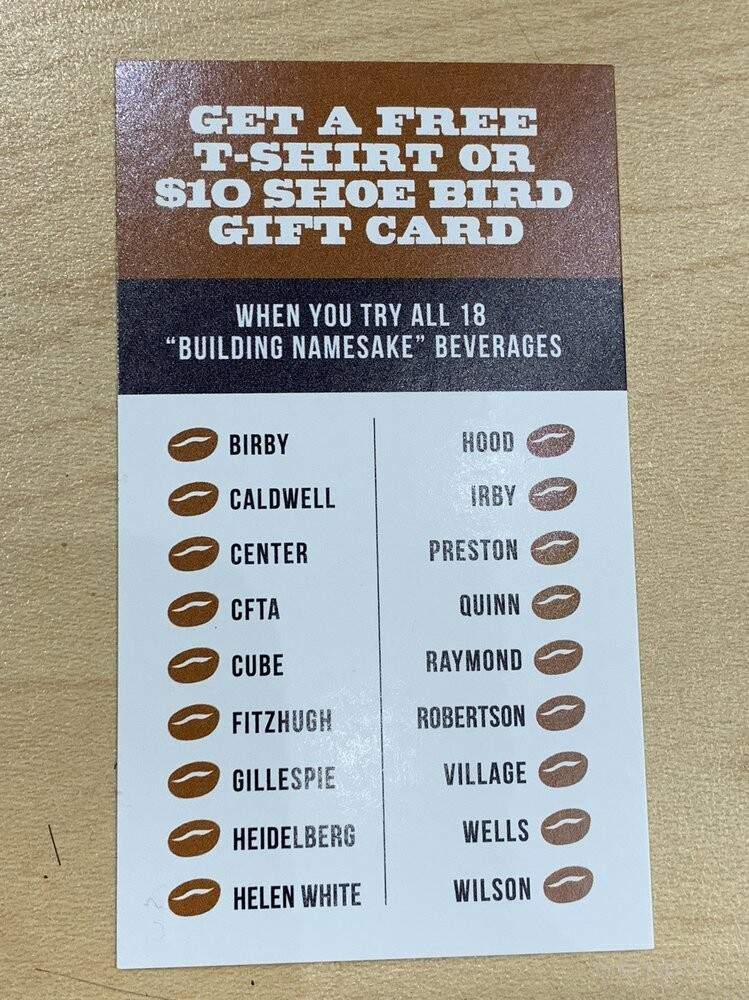 GET A FREE
T-SHIRT OR
$10 SHOE BIRD
GIFT CARD
WHEN YOU TRY ALL 18
“BUILDING NAMESAKE” BEVERAGES
BIRBY
CALDWELL
CENTER
CFTA
CUBE
FITZHUGH
GILLESPIE
HEIDELBERG
HELEN WHITE
HOOD
IRBY
PRESTON
QUINN
RAYMOND
ROBERTSON
VILLAGE
WELLS
WILSON